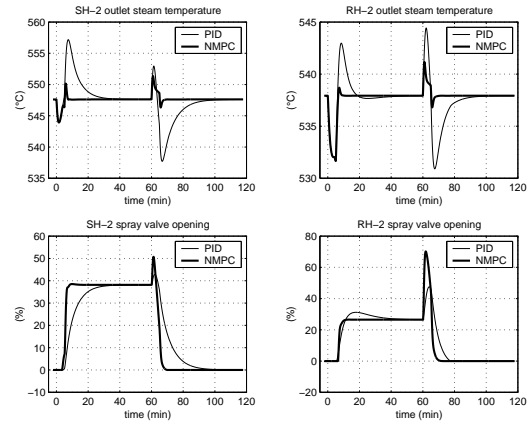 SH-2 outlet steam temperature
560
555
550
545
540
535
(°C)
0 20 40 60 80 100 120
time (min)
PID
NMPC
RH-2 outlet steam temperature
545
540
535
530
(°C)
0 20 40 60 80 100 120
time (min)
PID
NMPC
SH-2 spray valve opening
60
50
40
30
20
10
0
−10
(%)
0 20 40 60 80 100 120
time (min)
PID
NMPC
RH-2 spray valve opening
80
60
40
20
0
−20
(%)
0 20 40 60 80 100 120
time (min)
PID
NMPC